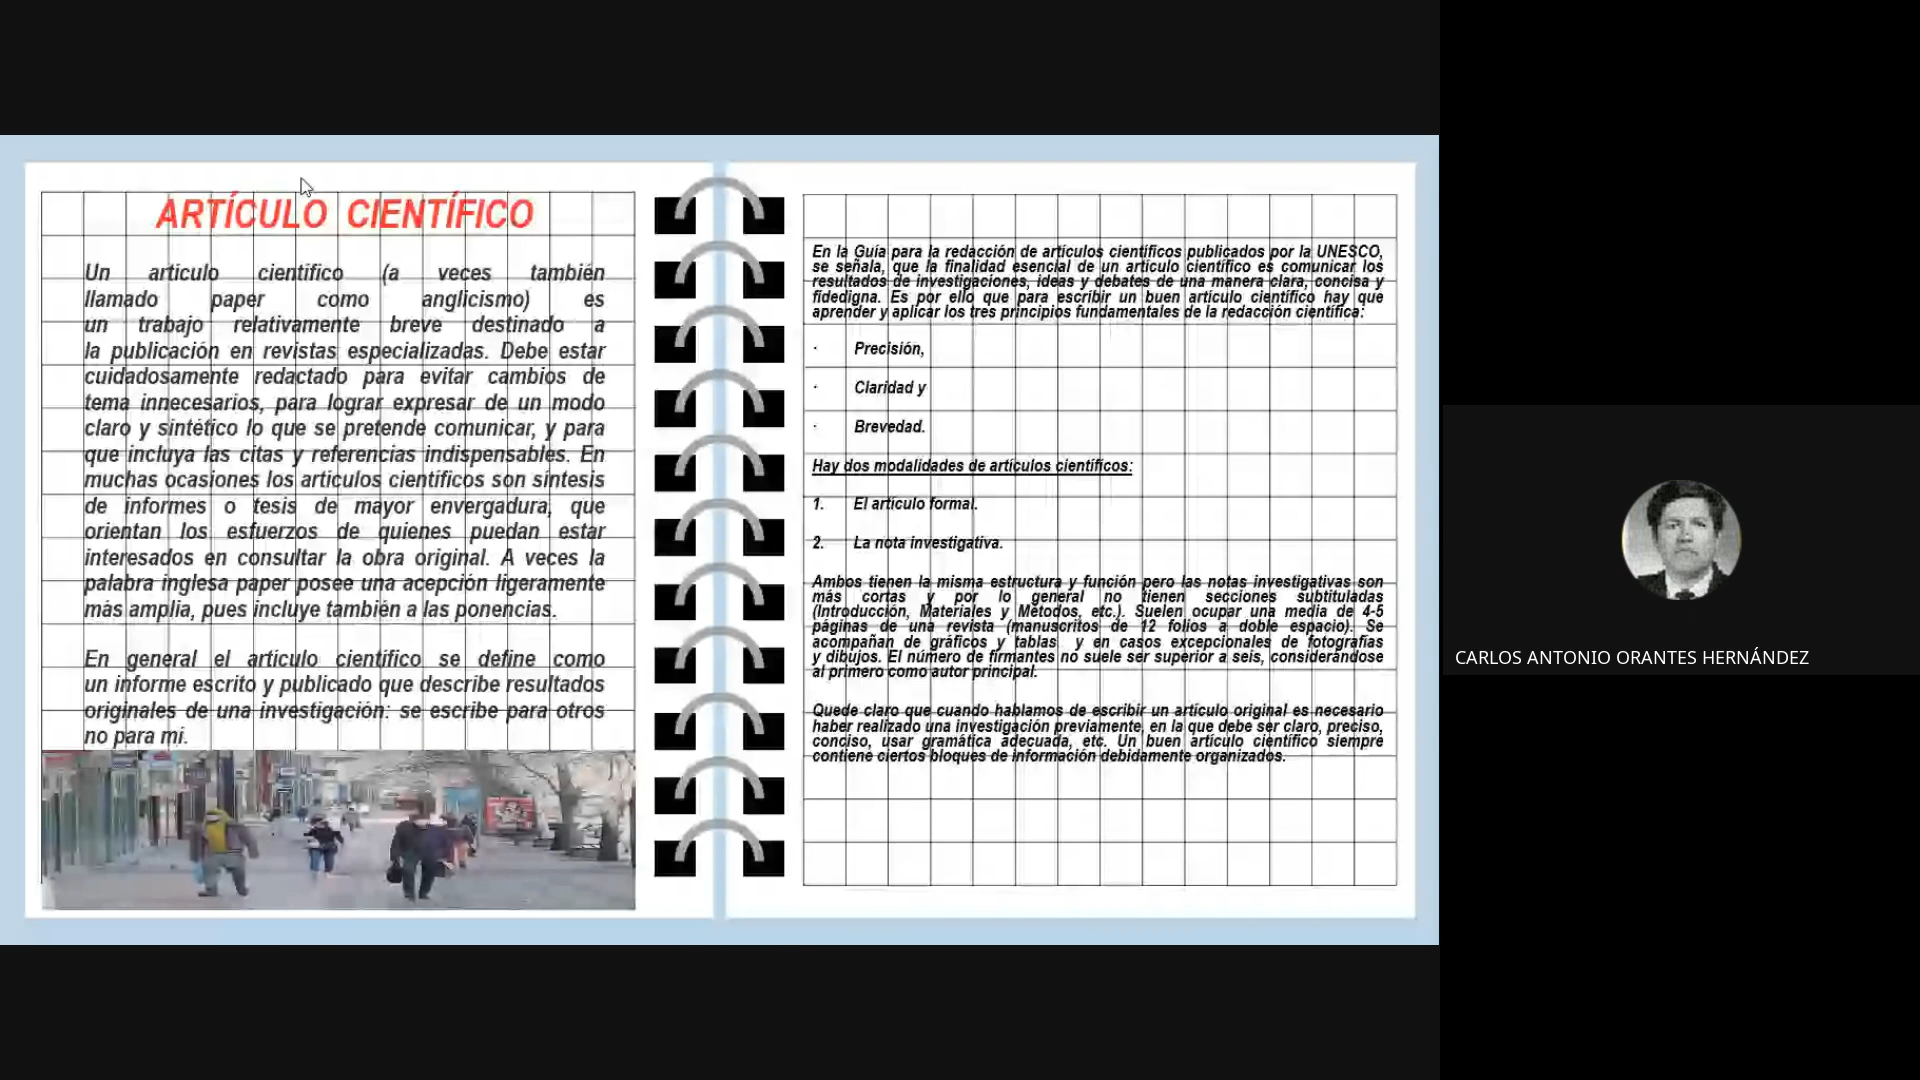 ARTÍCULO CIENTÍFICO
Un artículo científico (a veces también
llamado paper como anglicismo) es
un trabajo relativamente breve destinado a
la publicación en revistas especializadas. Debe estar
cuidadosamente redactado para evitar cambios de
tema innecesarios, para lograr expresar de un modo
claro y sintético lo que se pretende comunicar, y para
que incluya las citas y referencias indispensables. En
muchas ocasiones los artículos científicos son síntesis
de informes o tesis de mayor envergadura, que
orientan los esfuerzos de quienes puedan estar
interesados en consultar la obra original. A veces la
palabra inglesa paper posee una acepción ligeramente
más amplia, pues incluye también a las ponencias.
En general el artículo científico se define como
un informe escrito y publicado que describe resultados
originales de una investigación: se escribe para otros
no para mí.
En la Guía para la redacción de artículos científicos publicados por la UNESCO,
se señala, que la finalidad esencial de un artículo científico es comunicar los
resultados de investigaciones, ideas y debates de una manera clara, concisa y
fidedigna. Es por ello que para escribir un buen artículo científico hay que
aprender y aplicar los tres principios fundamentales de la redacción científica:
· Precisión,
· Claridad y
· Brevedad.
Hay dos modalidades de artículos científicos:
1. El artículo formal.
2. La nota investigativa.
Ambos tienen la misma estructura y función pero las notas investigativas son
más cortas y por lo general no tienen secciones subtituladas
(Introducción, Materiales y Métodos, etc.). Suelen ocupar una media de 4-5
páginas de una revista (manuscritos de 12 folios a doble espacio). Se
acompañan de gráficos y tablas y en casos excepcionales de fotografías
y dibujos. El número de firmantes no suele ser superior a seis, considerándose
al primero como autor principal.
Quede claro que cuando hablamos de escribir un artículo original es necesario
haber realizado una investigación previamente, en la que debe ser claro, preciso,
conciso, usar gramática adecuada, etc. Un buen artículo científico siempre
contiene ciertos bloques de información debidamente organizados.
CARLOS ANTONIO ORANTES HERNÁNDEZ